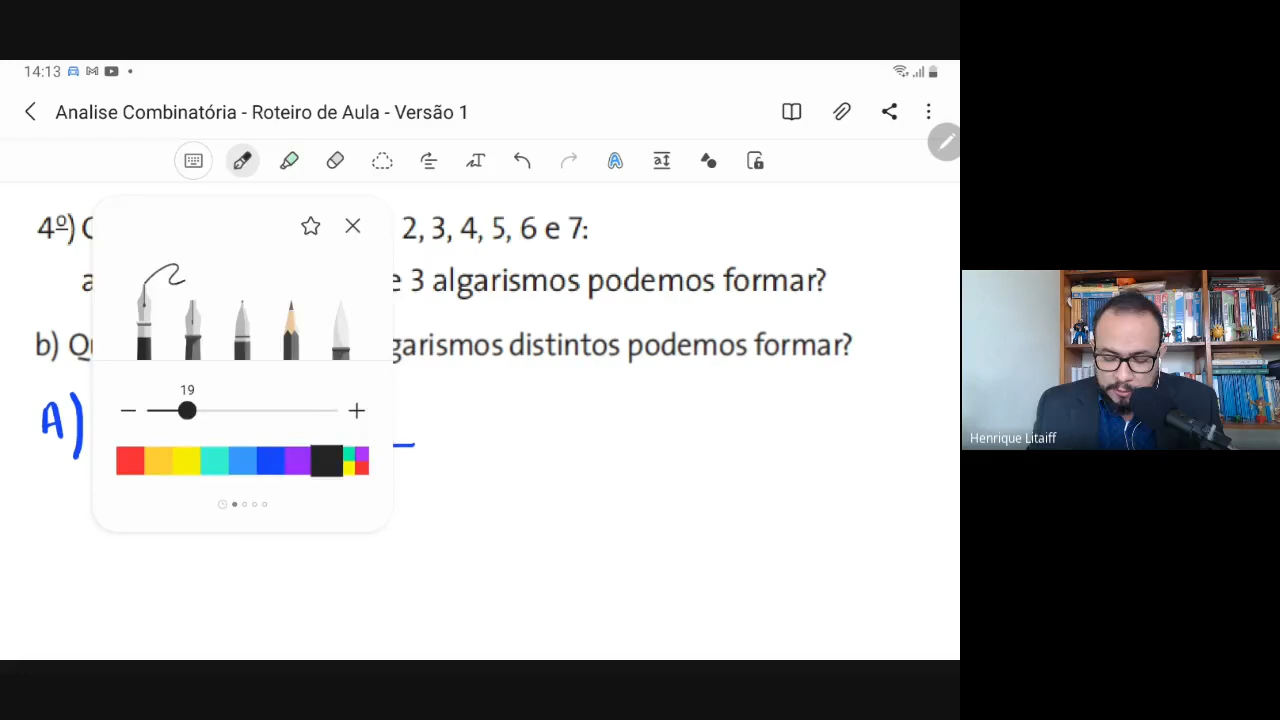 14:13
Analise Combinatória - Roteiro de Aula - Versão 1
4º) 2, 3, 4, 5, 6 e 7:
a e 3 algarismos podemos formar?
b) Qu garismos distintos podemos formar?
19
A)
Henrique Litaiff